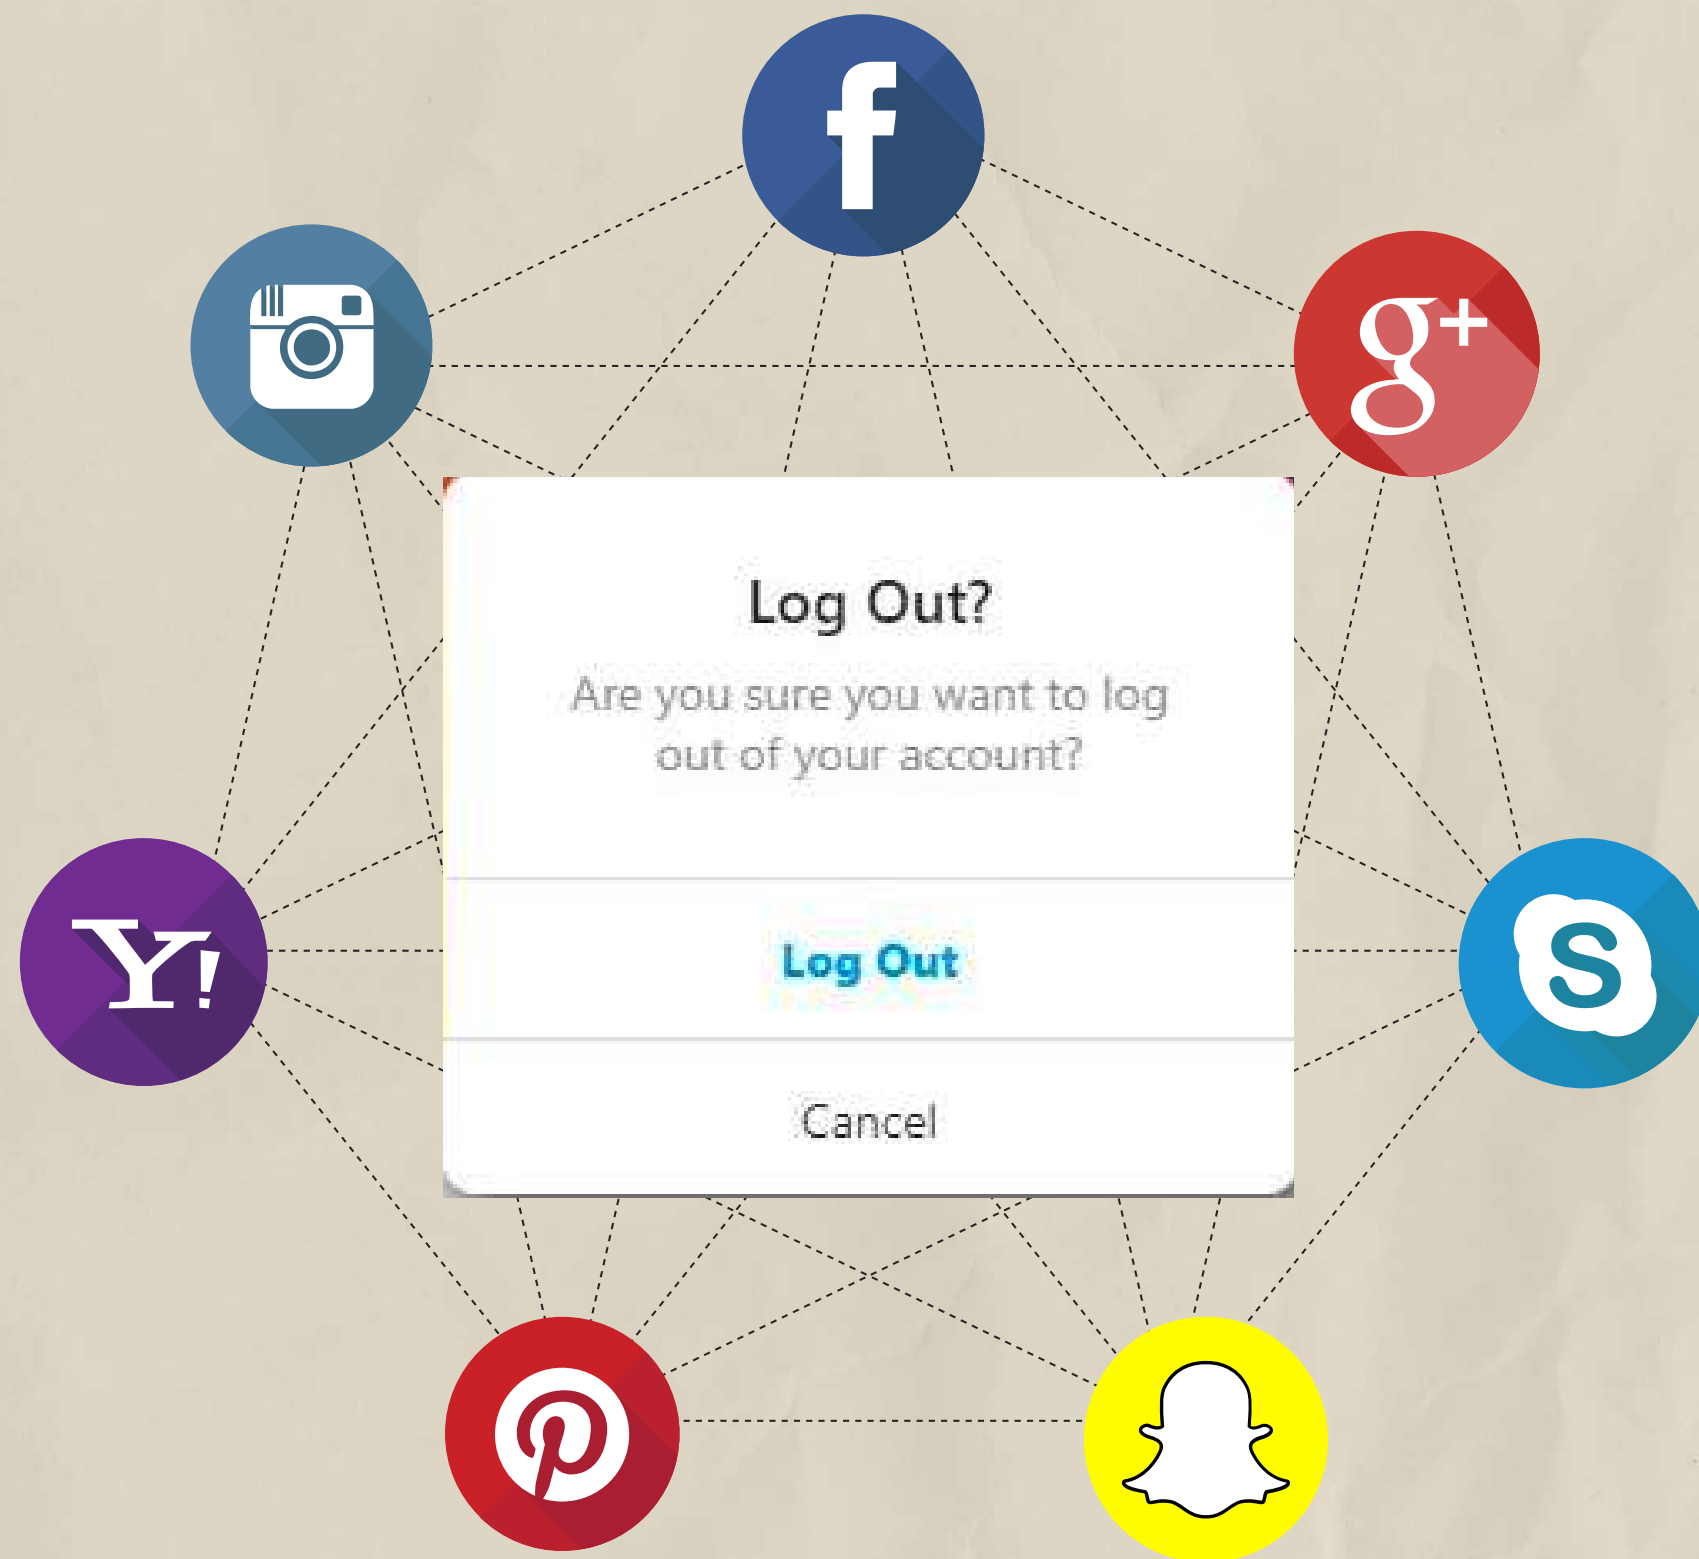 f
g+
Log Out?
Are you sure you want to log
out of your account?
Y!
Log Out
S
Cancel